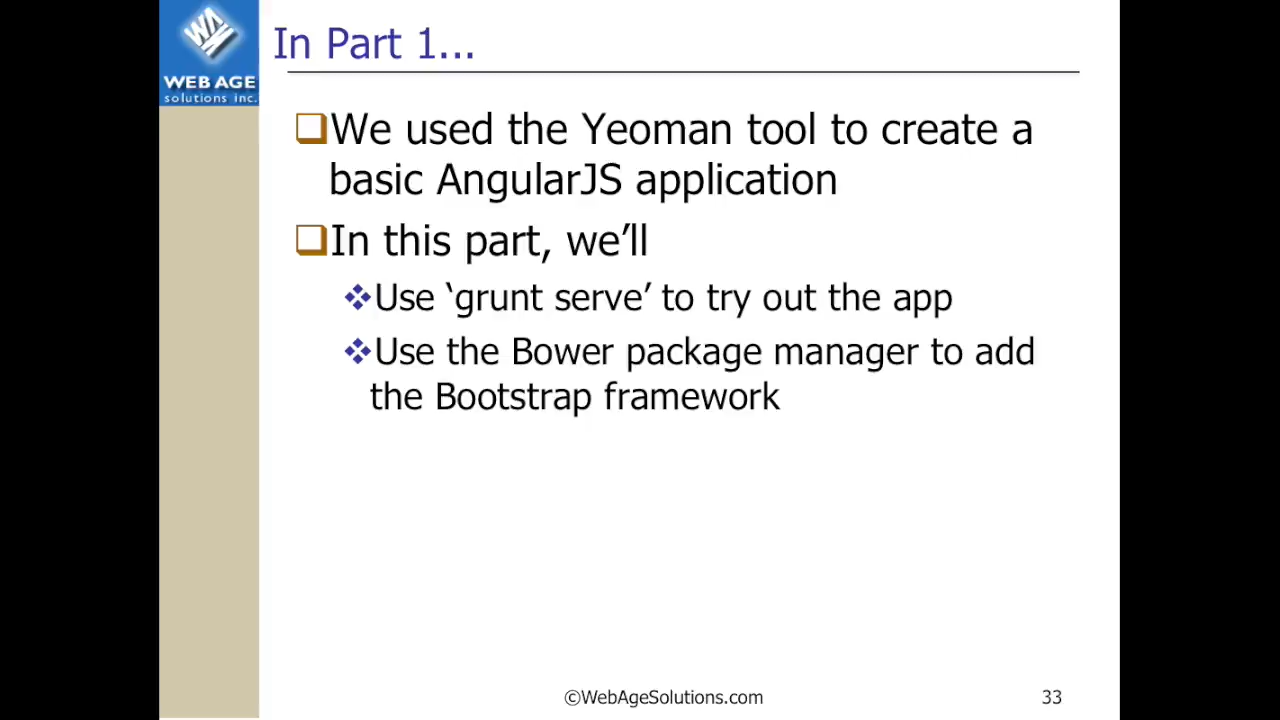 WA
WEB AGE
solutions inc.
In Part 1...
We used the Yeoman tool to create a
basic AngularJS application
In this part, we’ll
Use ‘grunt serve’ to try out the app
Use the Bower package manager to add
the Bootstrap framework
©WebAgeSolutions.com
33